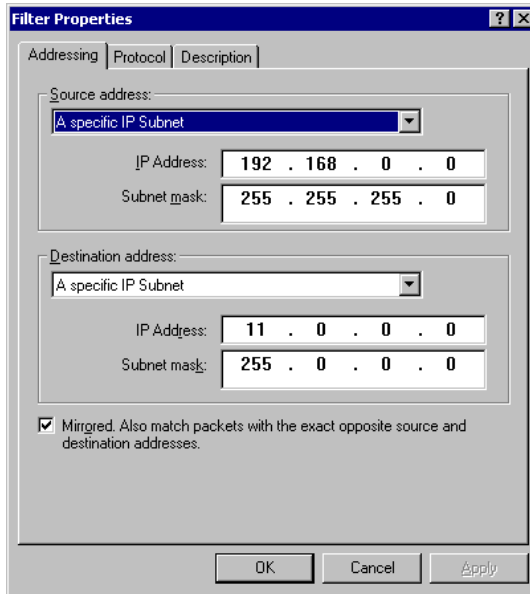 Filter Properties
Addressing Protocol Description
Source address:
A specific IP Subnet
IP Address: 192 . 168 . 0 . 0
Subnet mask: 255 . 255 . 255 . 0
Destination address:
A specific IP Subnet
IP Address: 11 . 0 . 0 . 0
Subnet mask: 255 . 0 . 0 . 0
Mirrored. Also match packets with the exact opposite source and
destination addresses.
OK Cancel Apply